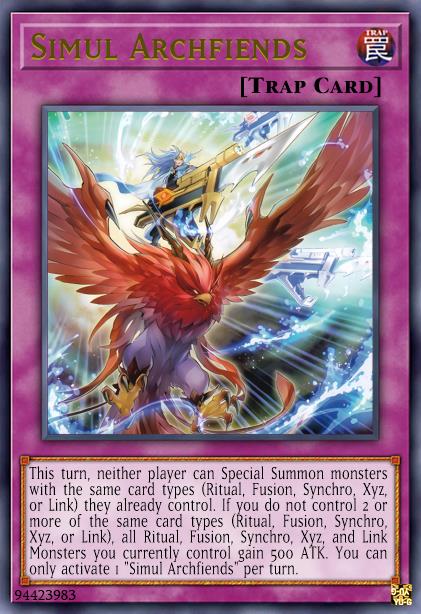 Simul Archfiends
TRAP
罠
[Trap Card]
This turn, neither player can Special Summon monsters
with the same card types (Ritual, Fusion, Synchro, Xyz,
or Link) they already control. If you do not control 2 or
more of the same card types (Ritual, Fusion, Synchro,
Xyz, or Link), all Ritual, Fusion, Synchro, Xyz, and Link
Monsters you currently control gain 500 ATK. You can
only activate 1 "Simul Archfiends" per turn.
94423983